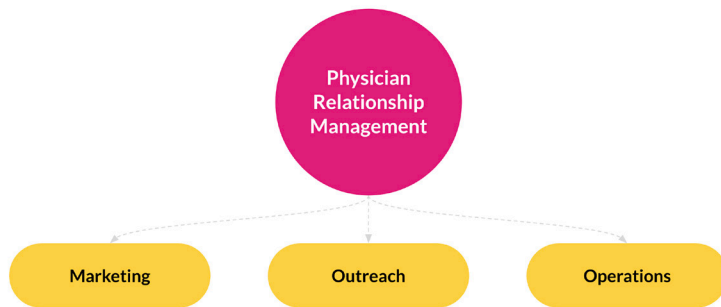 Physician
Relationship
Management
Marketing
Outreach
Operations